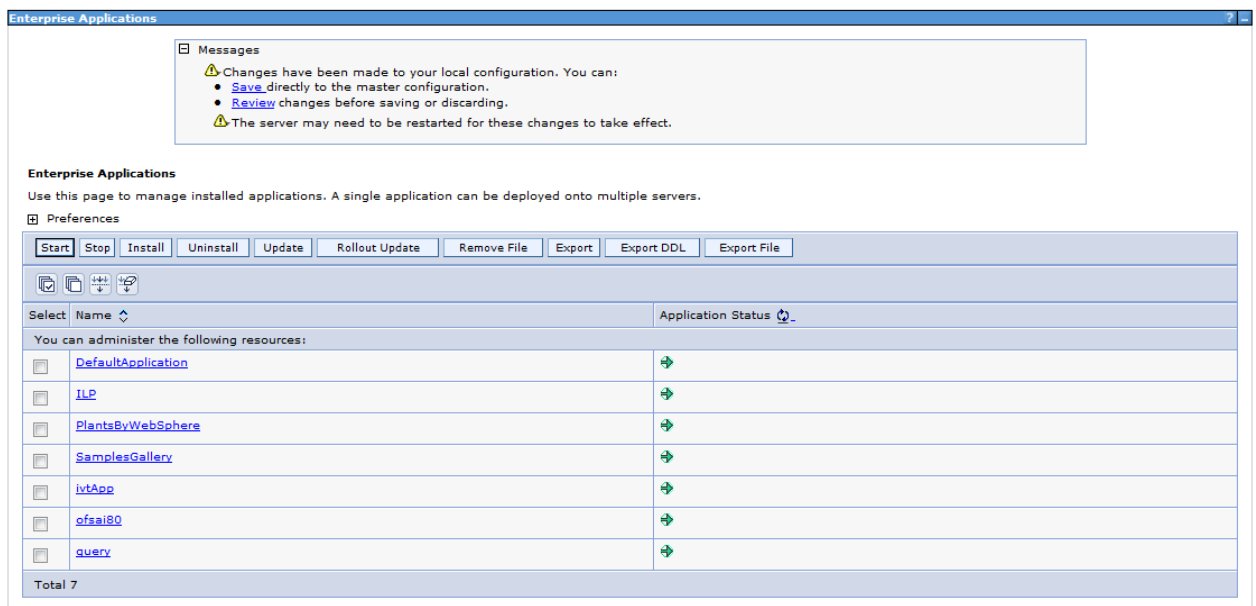 Enterprise Applications ? _
Messages
Changes have been made to your local configuration. You can:
• Save directly to the master configuration.
• Review changes before saving or discarding.
The server may need to be restarted for these changes to take effect.
Enterprise Applications
Use this page to manage installed applications. A single application can be deployed onto multiple servers.
Preferences
Start Stop Install Uninstall Update Rollout Update Remove File Export Export DDL Export File
Select Name Application Status
You can administer the following resources:
DefaultApplication
ILP
PlantsByWebSphere
SamplesGallery
ivtApp
ofsai80
query
Total 7